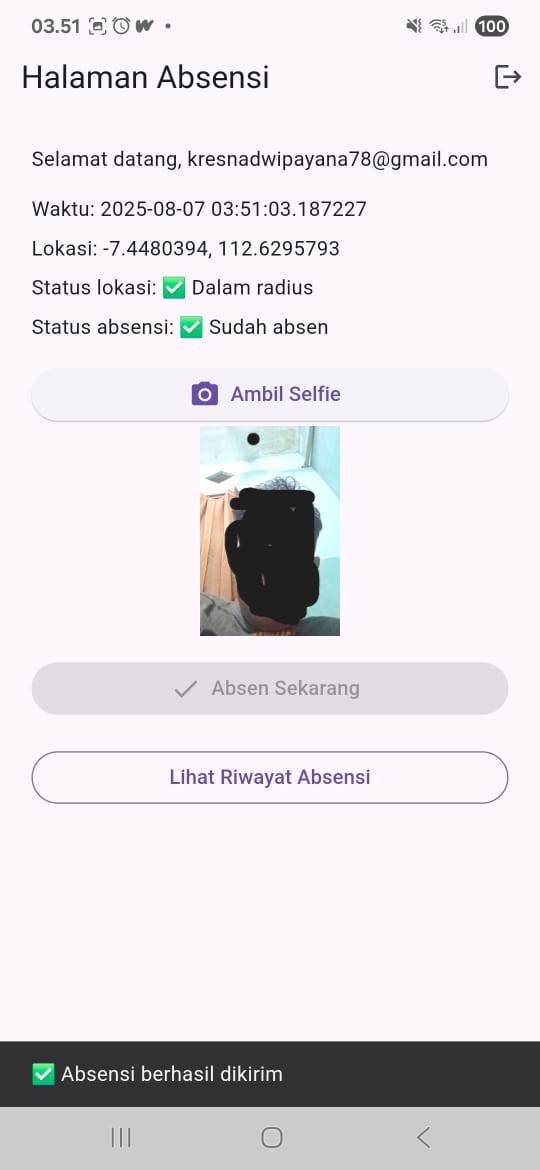 03.51
100
Halaman Absensi
Selamat datang, kresnadwipayana78@gmail.com
Waktu: 2025-08-07 03:51:03.187227
Lokasi: -7.4480394, 112.6295793
Status lokasi: ✅ Dalam radius
Status absensi: ✅ Sudah absen
Ambil Selfie
Absen Sekarang
Lihat Riwayat Absensi
✅ Absensi berhasil dikirim